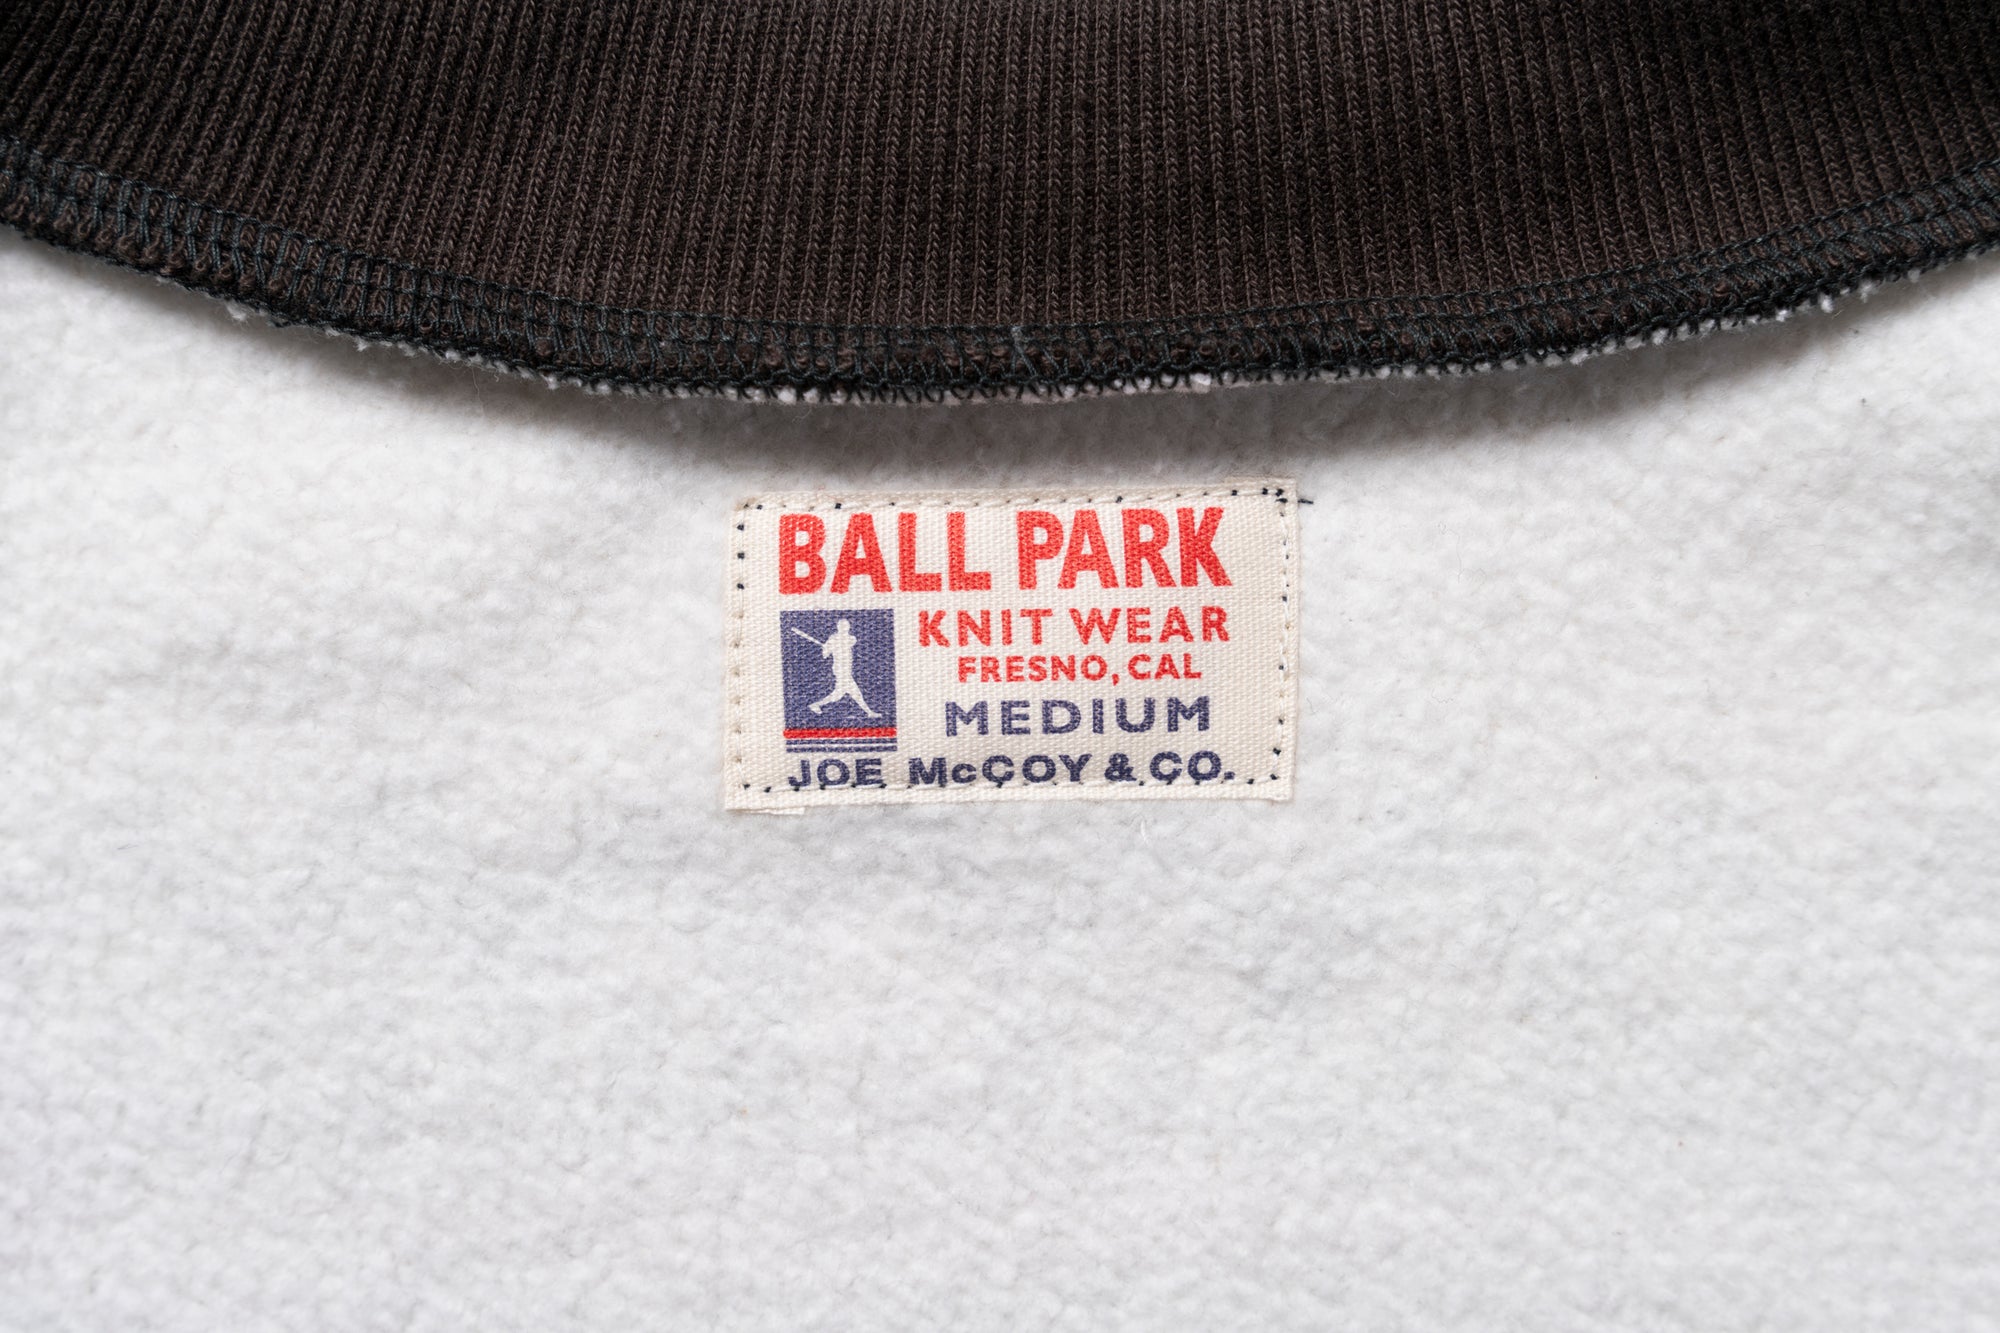 BALL PARK
KNIT WEAR
FRESNO, CAL
MEDIUM
JOE McCOY & CO.